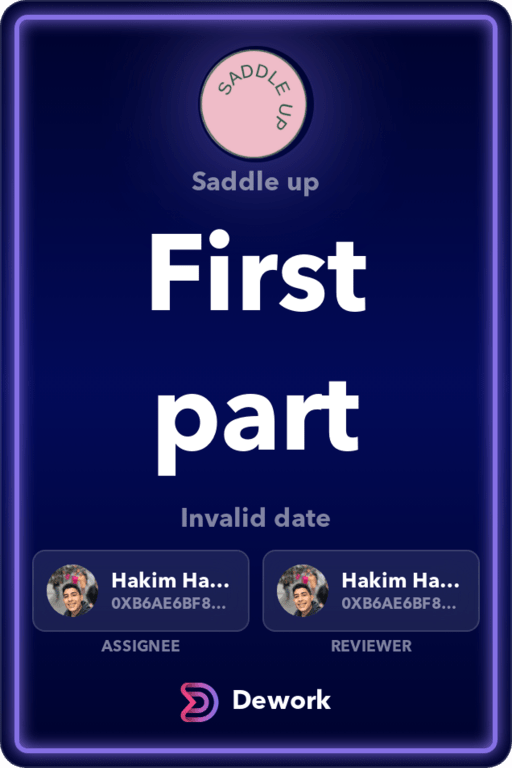 SADDLE UP
Saddle up
First
part
Invalid date
Hakim Ha... Hakim Ha...
0XB6AE6BF8... 0XB6AE6BF8...
ASSIGNEE REVIEWER
Dework